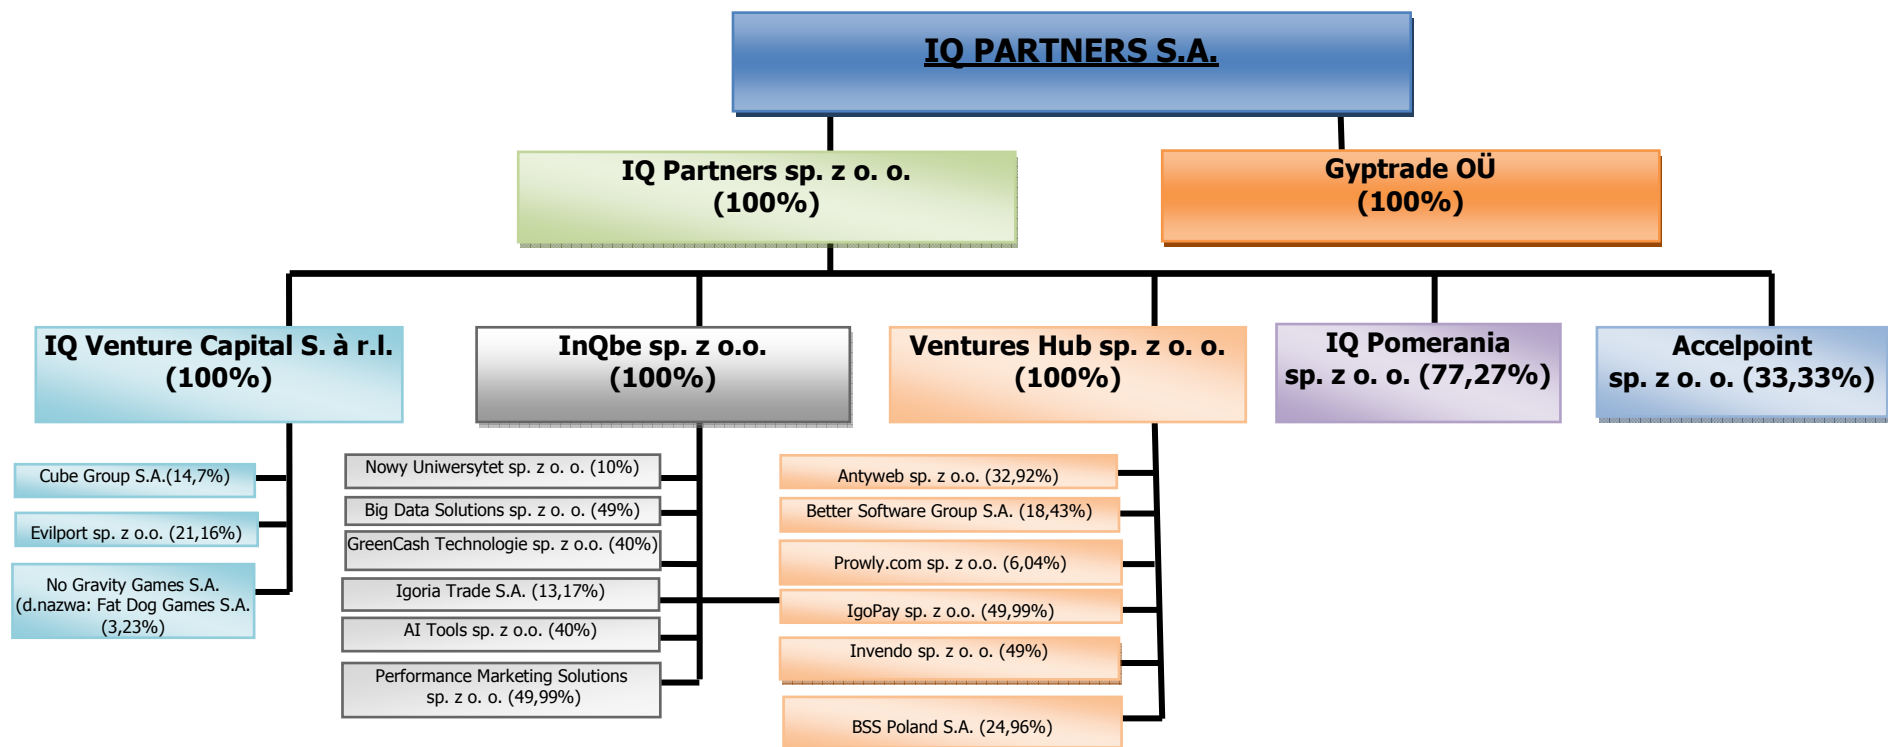 IQ PARTNERS S.A.
IQ Partners sp. z o. o.
(100%)
Gyptrade OÜ
(100%)
IQ Venture Capital S. à r.l.
(100%)
InQbe sp. z o.o.
(100%)
Ventures Hub sp. z o. o.
(100%)
IQ Pomerania
sp. z o. o. (77,27%)
Accelpoint
sp. z o. o. (33,33%)
Cube Group S.A.(14,7%)
Evilport sp. z o.o. (21,16%)
No Gravity Games S.A.
(d.nazwa: Fat Dog Games S.A.
(3,23%)
Nowy Uniwersytet sp. z o. o. (10%)
Big Data Solutions sp. z o. o. (49%)
GreenCash Technologie sp. z o.o. (40%)
Igoria Trade S.A. (13,17%)
AI Tools sp. z o.o. (40%)
Performance Marketing Solutions
sp. z o. o. (49,99%)
Antyweb sp. z o.o. (32,92%)
Better Software Group S.A. (18,43%)
Prowly.com sp. z o.o. (6,04%)
IgoPay sp. z o.o. (49,99%)
Invendo sp. z o. o. (49%)
BSS Poland S.A. (24,96%)